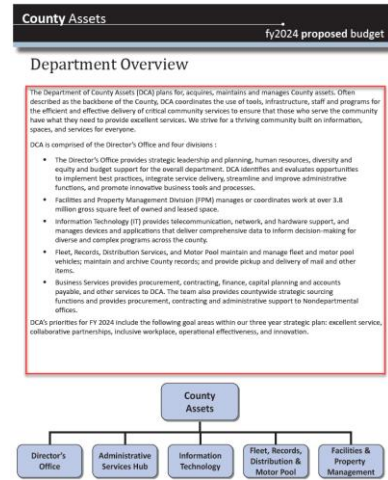 County Assets
fy2024 proposed budget
Department Overview
The Department of County Assets (DCA) plans for, acquires, maintains and manages County assets. Often
described as the backbone of the County, DCA coordinates the use of tools, infrastructure, staff and programs for
the efficient and effective delivery of critical community services to ensure that those who serve the community
have what they need to provide excellent services. We strive for a thriving community built on information,
spaces, and services for everyone.
DCA is comprised of the Director's Office and four divisions :
• The Director's Office provides strategic leadership and planning, human resources, diversity and
equity and budget support for the overall department. DCA identifies and evaluates opportunities
to implement best practices, integrate service delivery, streamline and improve administrative
functions, and promote innovative business tools and processes.
• Facilities and Property Management Division (FPM) manages or coordinates work at over 3.8
million gross square feet of owned and leased space.
• Information Technology (IT) provides telecommunication, network, and hardware support, and
manages devices and applications that deliver comprehensive data to inform decision-making for
diverse and complex programs across the county.
• Fleet, Records, Distribution Services, and Motor Pool maintain and manage fleet and motor pool
vehicles; maintain and archive County records; and provide pickup and delivery of mail and other
items.
• Business Services provides procurement, contracting, finance, capital planning and accounts
payable, and other services to DCA. The team also provides countywide strategic sourcing
functions and provides procurement, contracting and administrative support to Nondepartmental
offices.
DCA's priorities for FY 2024 include the following goal areas within our three year strategic plan: excellent service,
collaborative partnerships, inclusive workplace, operational effectiveness, and innovation.
County
Assets
Director's
Office
Administrative
Services Hub
Information
Technology
Fleet, Records,
Distribution &
Motor Pool
Facilities &
Property
Management